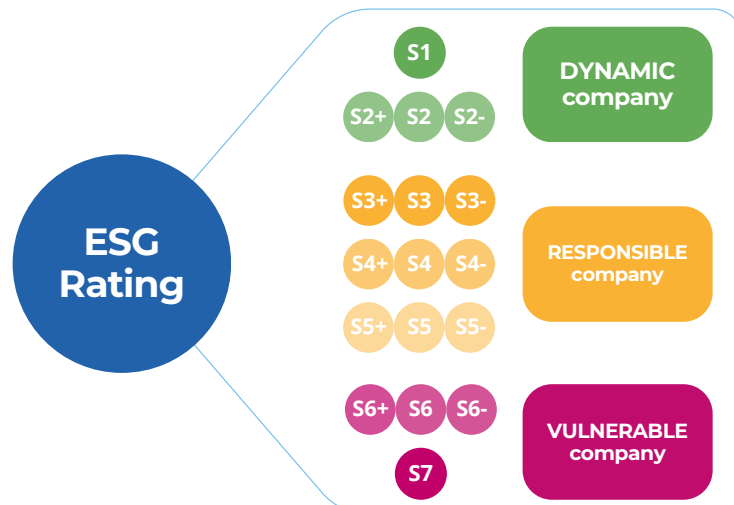 ESG
Rating
S1
S2+ S2 S2-
DYNAMIC
company
S3+ S3 S3-
S4+ S4 S4-
S5+ S5 S5-
RESPONSIBLE
company
S6+ S6 S6-
S7
VULNERABLE
company